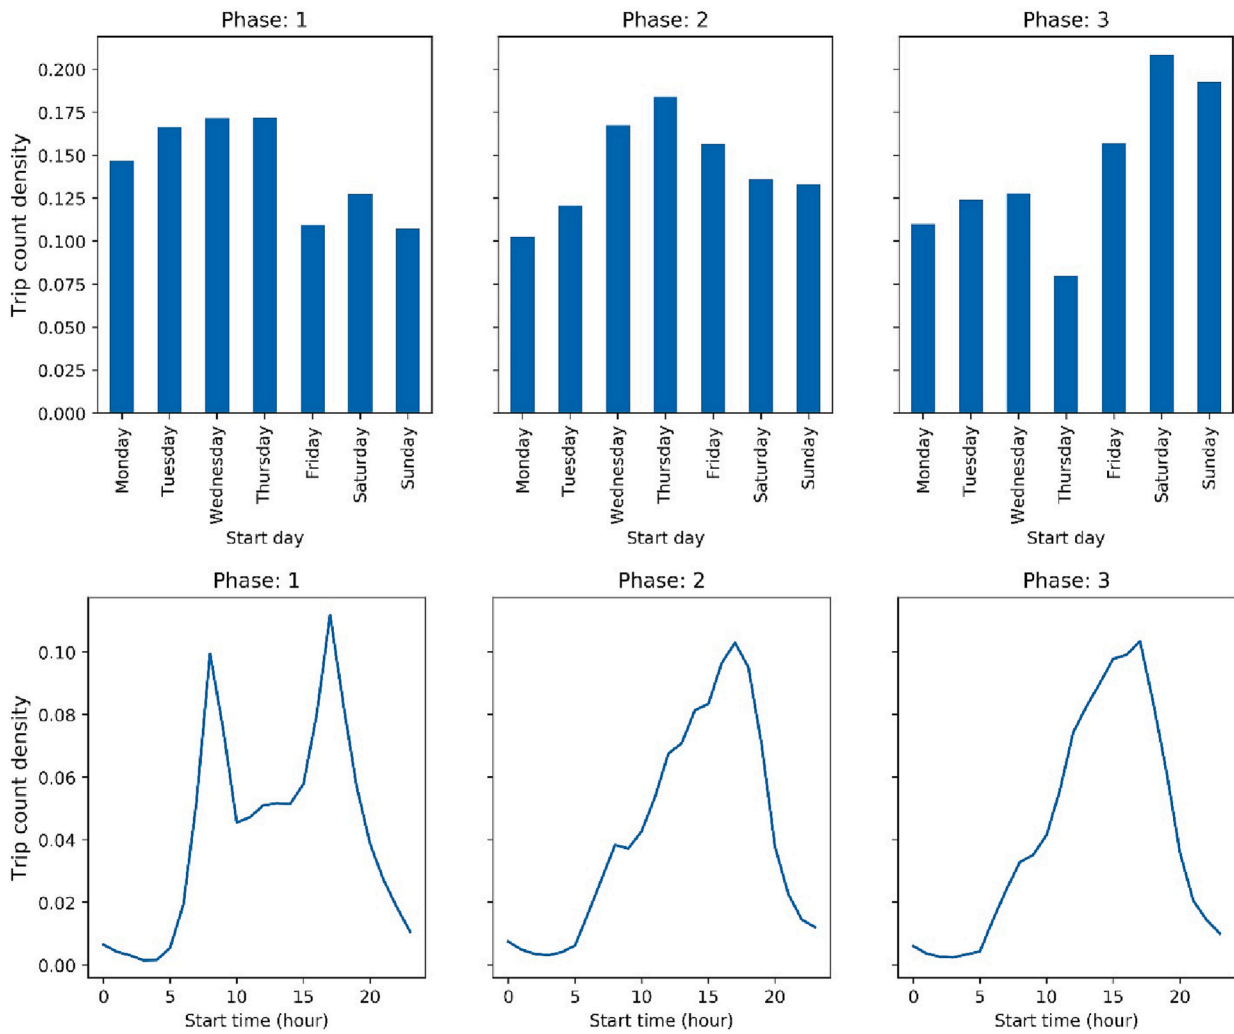 Phase: 1
Phase: 2
Phase: 3
Trip count density
0.200
0.175
0.150
0.125
0.100
0.075
0.050
0.025
0.000
Monday Tuesday Wednesday Thursday Friday Saturday Sunday
Monday Tuesday Wednesday Thursday Friday Saturday Sunday
Monday Tuesday Wednesday Thursday Friday Saturday Sunday
Start day
Start day
Start day
Phase: 1
Phase: 2
Phase: 3
Trip count density
0.10
0.08
0.06
0.04
0.02
0.00
0 5 10 15 20
0 5 10 15 20
0 5 10 15 20
Start time (hour)
Start time (hour)
Start time (hour)